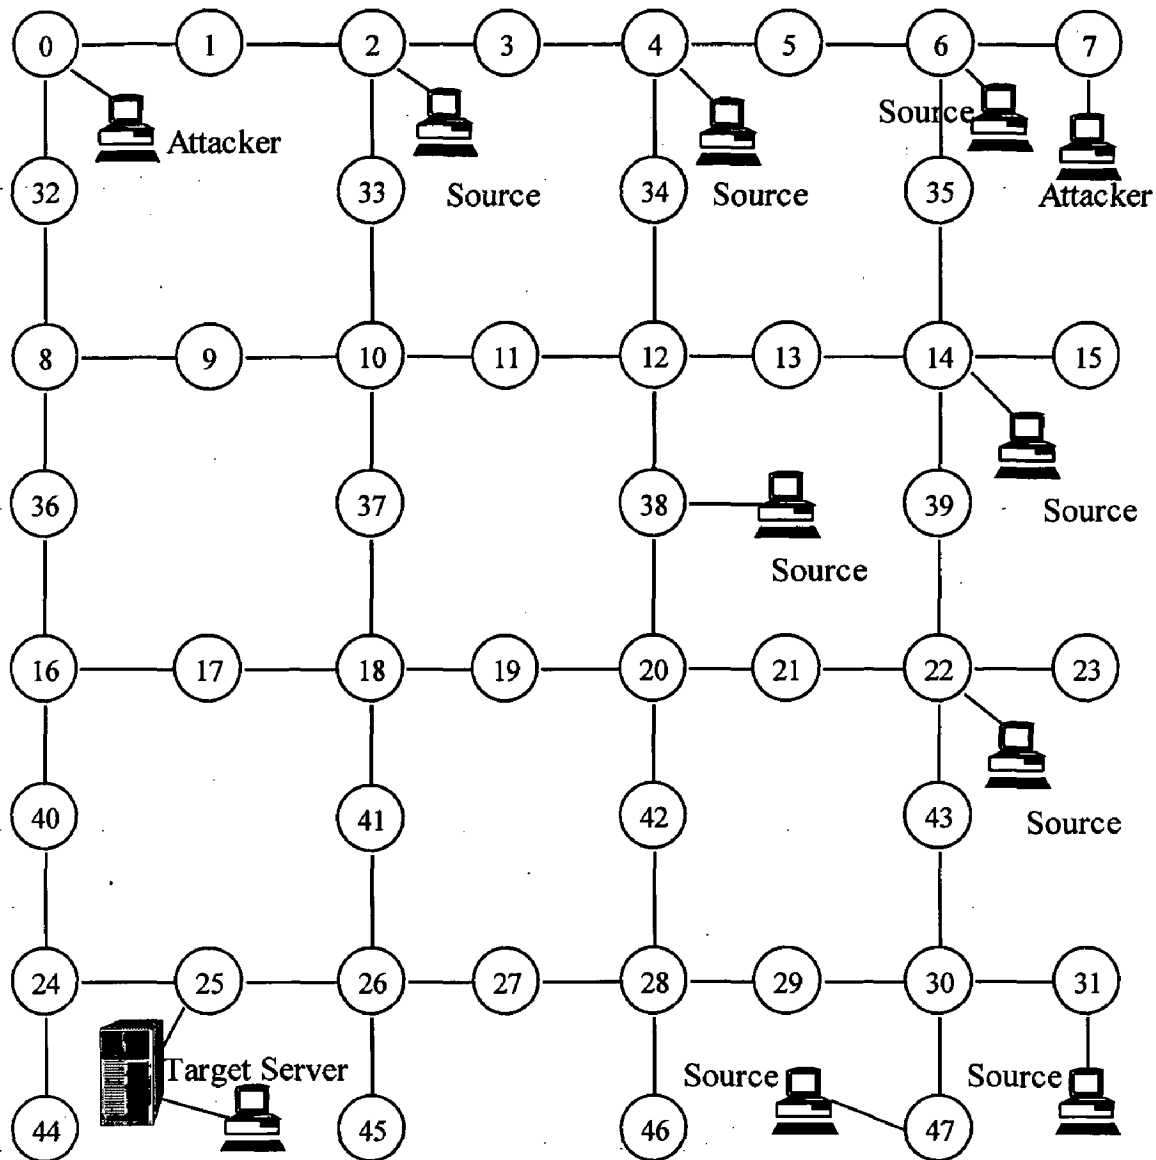 0 1 2 3 4 5 6 7
Source
Attacker
32 33 Source 34 Source 35 Attacker
8 9 10 11 12 13 14 15
36 37 38 39 Source
Source
16 17 18 19 20 21 22 23
40 41 42 43 Source
24 25 26 27 28 29 30 31
Target Server Source Source
44 45 46 47